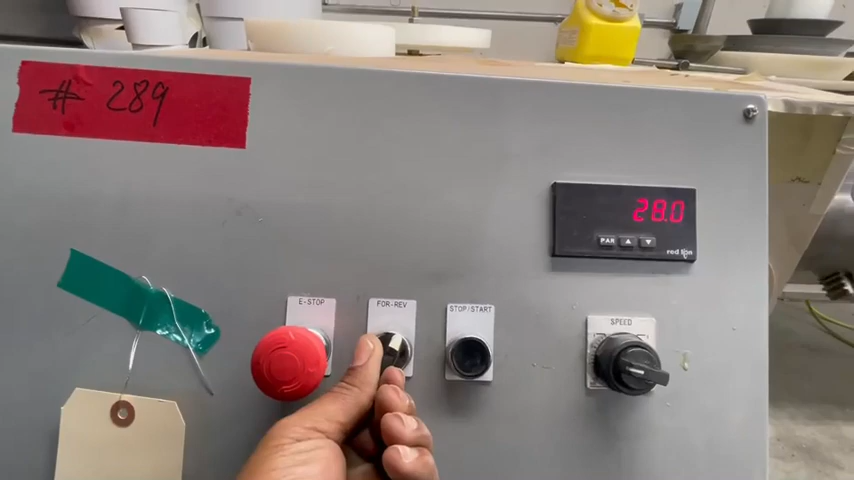 # 289
28.0
PAR
red lion
E-STOP
FOR-REV
STOP/START
SPEED